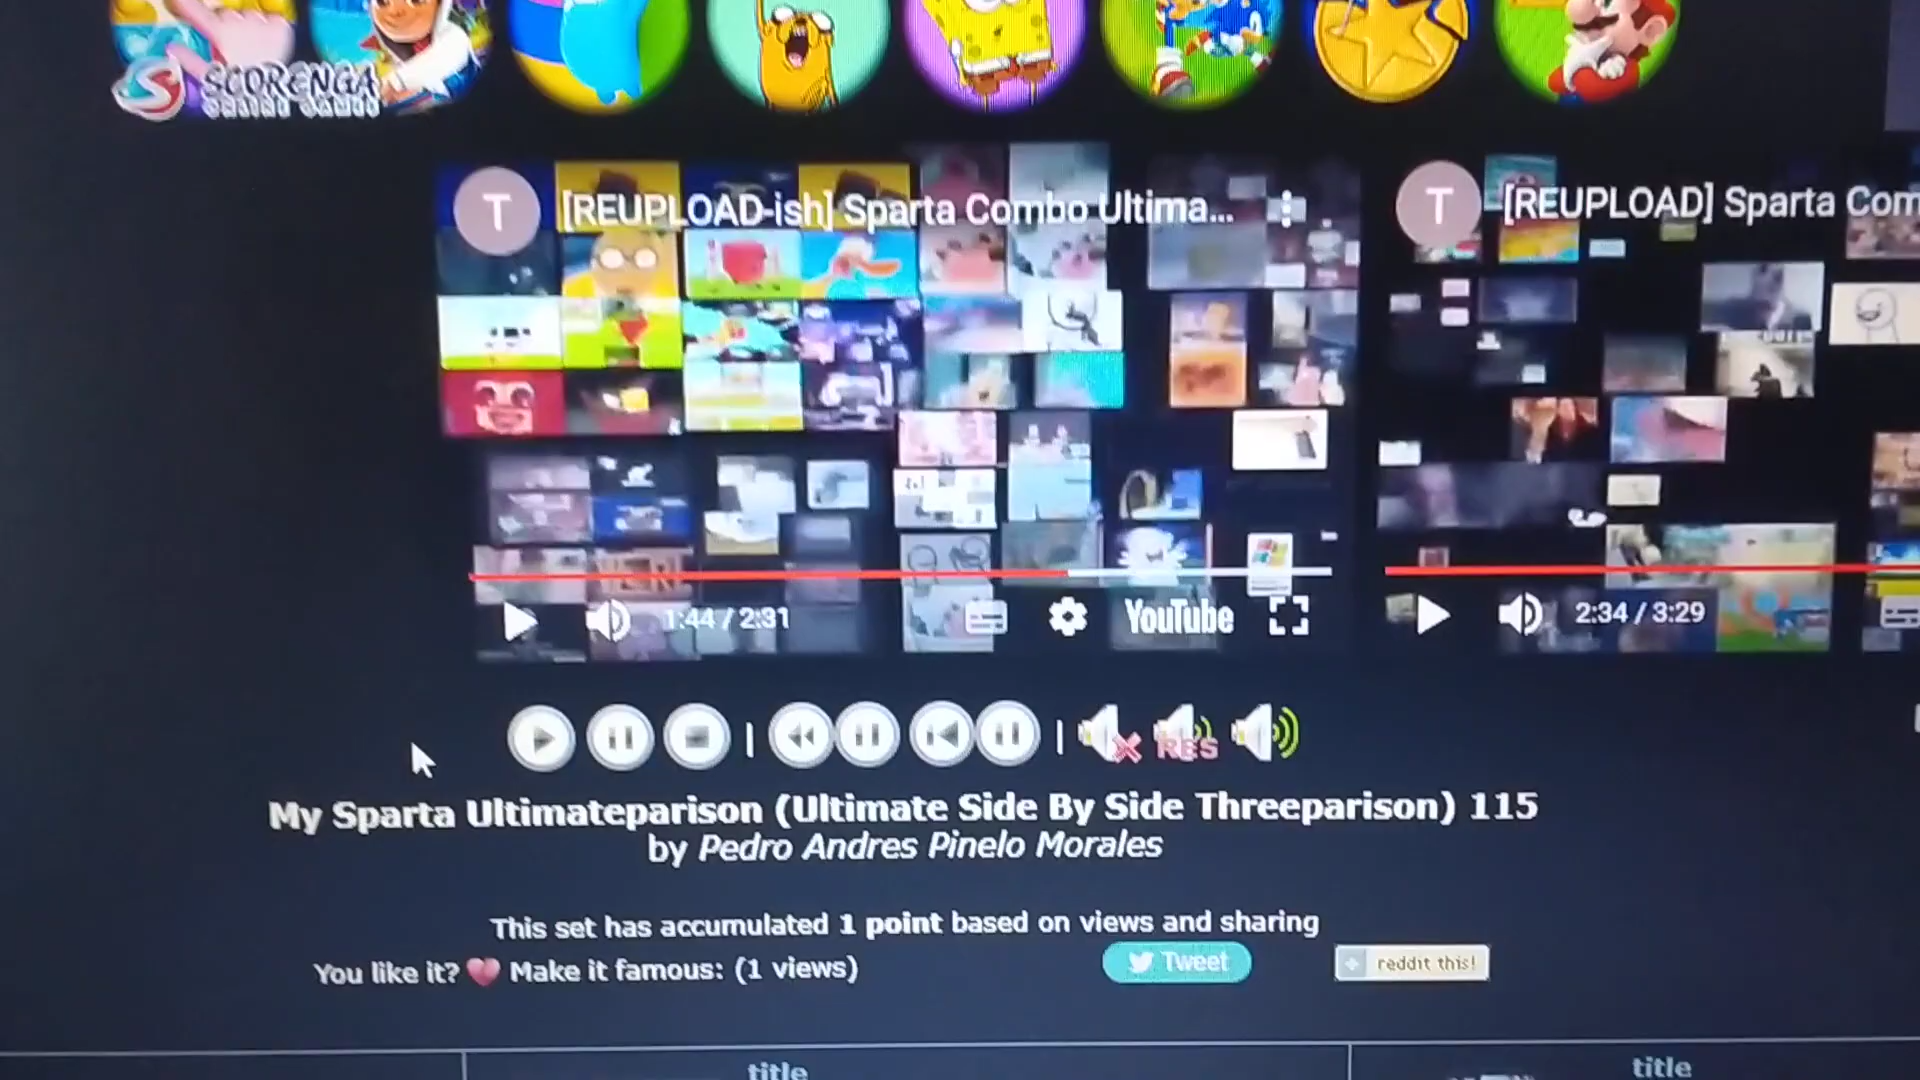 SCORENGA
ONLINE GAMES
T
[REUPLOAD-ish] Sparta Combo Ultima...
T
[REUPLOAD] Sparta Com
1:44 / 2:31
YouTube
2:34 / 3:29
RES
My Sparta Ultimateparison (Ultimate Side By Side Threeparison) 115
by Pedro Andres Pinelo Morales
This set has accumulated 1 point based on views and sharing
You like it? Make it famous: (1 views)
Tweet
reddit this!
title
title